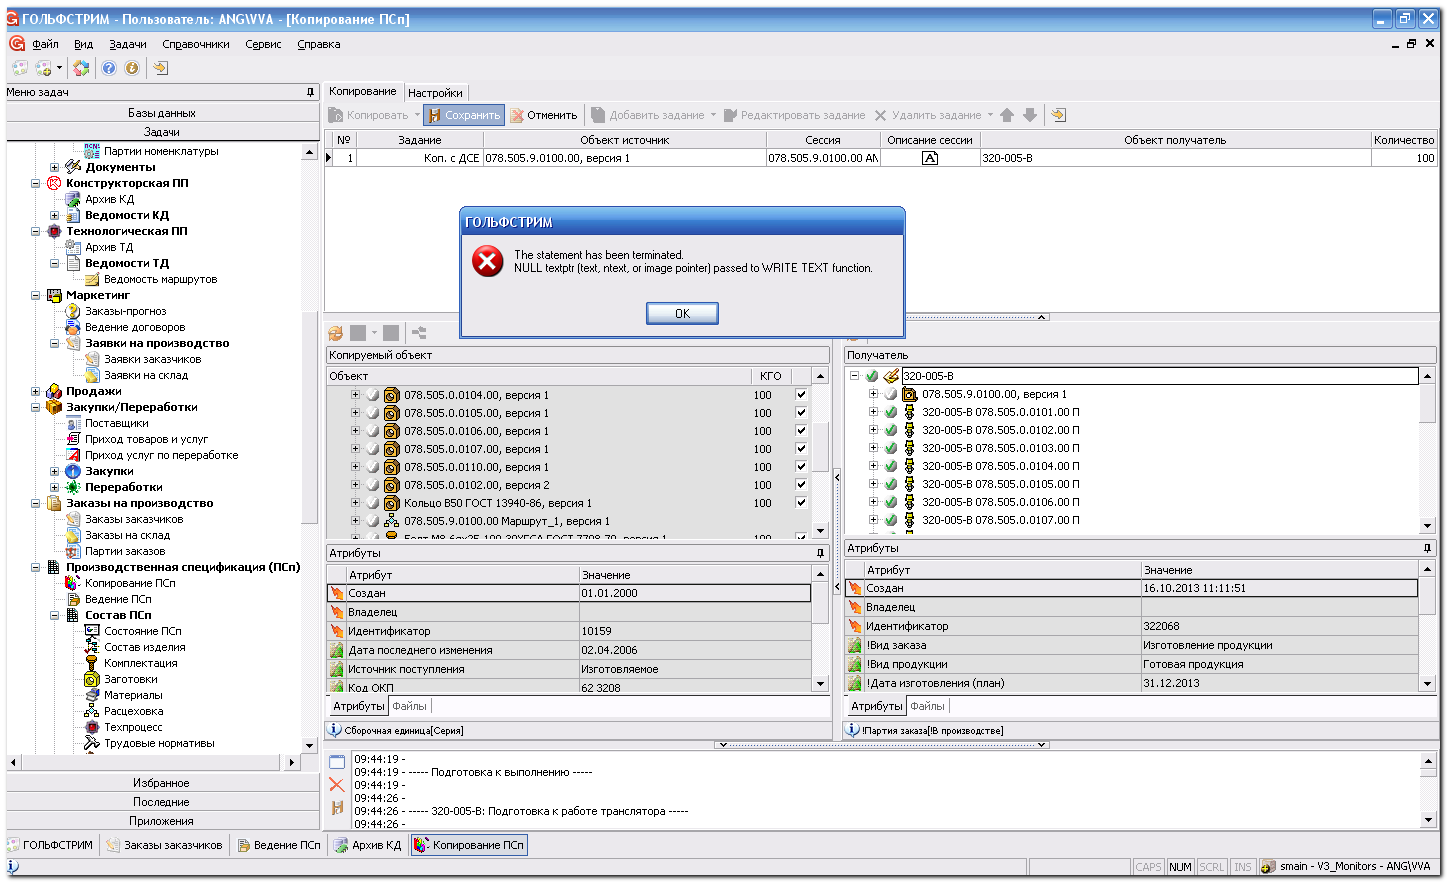 ГОЛЬФСТРИМ - Пользователь: ANG\VVA - [Копирование ПСп]
Файл Вид Задачи Справочники Сервис Справка
Меню задач
Базы данных
Задачи
Партии номенклатуры
Документы
Конструкторская ПП
Архив КД
Ведомости КД
Технологическая ПП
Архив ТД
Ведомости ТД
Ведомость маршрутов
Маркетинг
Заказы-прогноз
Ведение договоров
Заявки на производство
Заявки заказчиков
Заявки на склад
Продажи
Закупки/Переработки
Поставщики
Приход товаров и услуг
Приход услуг по переработке
Закупки
Переработки
Заказы на производство
Заказы заказчиков
Заказы на склад
Партии заказов
Производственная спецификация (ПСп)
Копирование ПСп
Ведение ПСп
Состав ПСп
Состояние ПСп
Состав изделия
Комплектация
Заготовки
Материалы
Расцеховка
Техпроцесс
Трудовые нормативы
Избранное
Последние
Приложения
Копирование Настройки
Копировать Сохранить Отменить Добавить задание Редактировать задание Удалить задание
№ Задание Объект источник Сессия Описание сессии Объект получатель Количество
1 Коп. с ДСЕ 078.505.9.0100.00, версия 1 078.505.9.0100.00 AN A 320-005-В 100
ГОЛЬФСТРИМ
The statement has been terminated.
NULL textptr (text, ntext, or image pointer) passed to WRITE TEXT function.
OK
Копируемый объект
Объект КГО
078.505.0.0104.00, версия 1 100
078.505.0.0105.00, версия 1 100
078.505.0.0106.00, версия 1 100
078.505.0.0107.00, версия 1 100
078.505.0.0110.00, версия 1 100
078.505.0.0102.00, версия 2 100
Кольцо В50 ГОСТ 13940-86, версия 1 100
078.505.9.0100.00 Маршрут_1, версия 1
Болт М8-6gx25.100.30ХГСА ГОСТ 7798-70, версия 1 100
Атрибуты
Атрибут Значение
Создан 01.01.2000
Владелец
Идентификатор 10159
Дата последнего изменения 02.04.2006
Источник поступления Изготовляемое
Код ОКП 62 3208
Атрибуты Файлы
Сборочная единица[Серия]
Получатель
320-005-В
078.505.9.0100.00, версия 1
320-005-В 078.505.0.0101.00 П
320-005-В 078.505.0.0102.00 П
320-005-В 078.505.0.0103.00 П
320-005-В 078.505.0.0104.00 П
320-005-В 078.505.0.0105.00 П
320-005-В 078.505.0.0106.00 П
320-005-В 078.505.0.0107.00 П
Атрибуты
Атрибут Значение
Создан 16.10.2013 11:11:51
Владелец
Идентификатор 322068
!Вид заказа Изготовление продукции
!Вид продукции Готовая продукция
!Дата изготовления (план) 31.12.2013
Атрибуты Файлы
!Партия заказа[!В производстве]
09:44:19 -
09:44:19 - ----- Подготовка к выполнению -----
09:44:19 -
09:44:26 -
09:44:26 - ----- 320-005-В: Подготовка к работе транслятора -----
09:44:26 -
ГОЛЬФСТРИМ Заказы заказчиков Ведение ПСп Архив КД Копирование ПСп
CAPS NUM SCRL INS smain - V3_Monitors - ANG\VVA